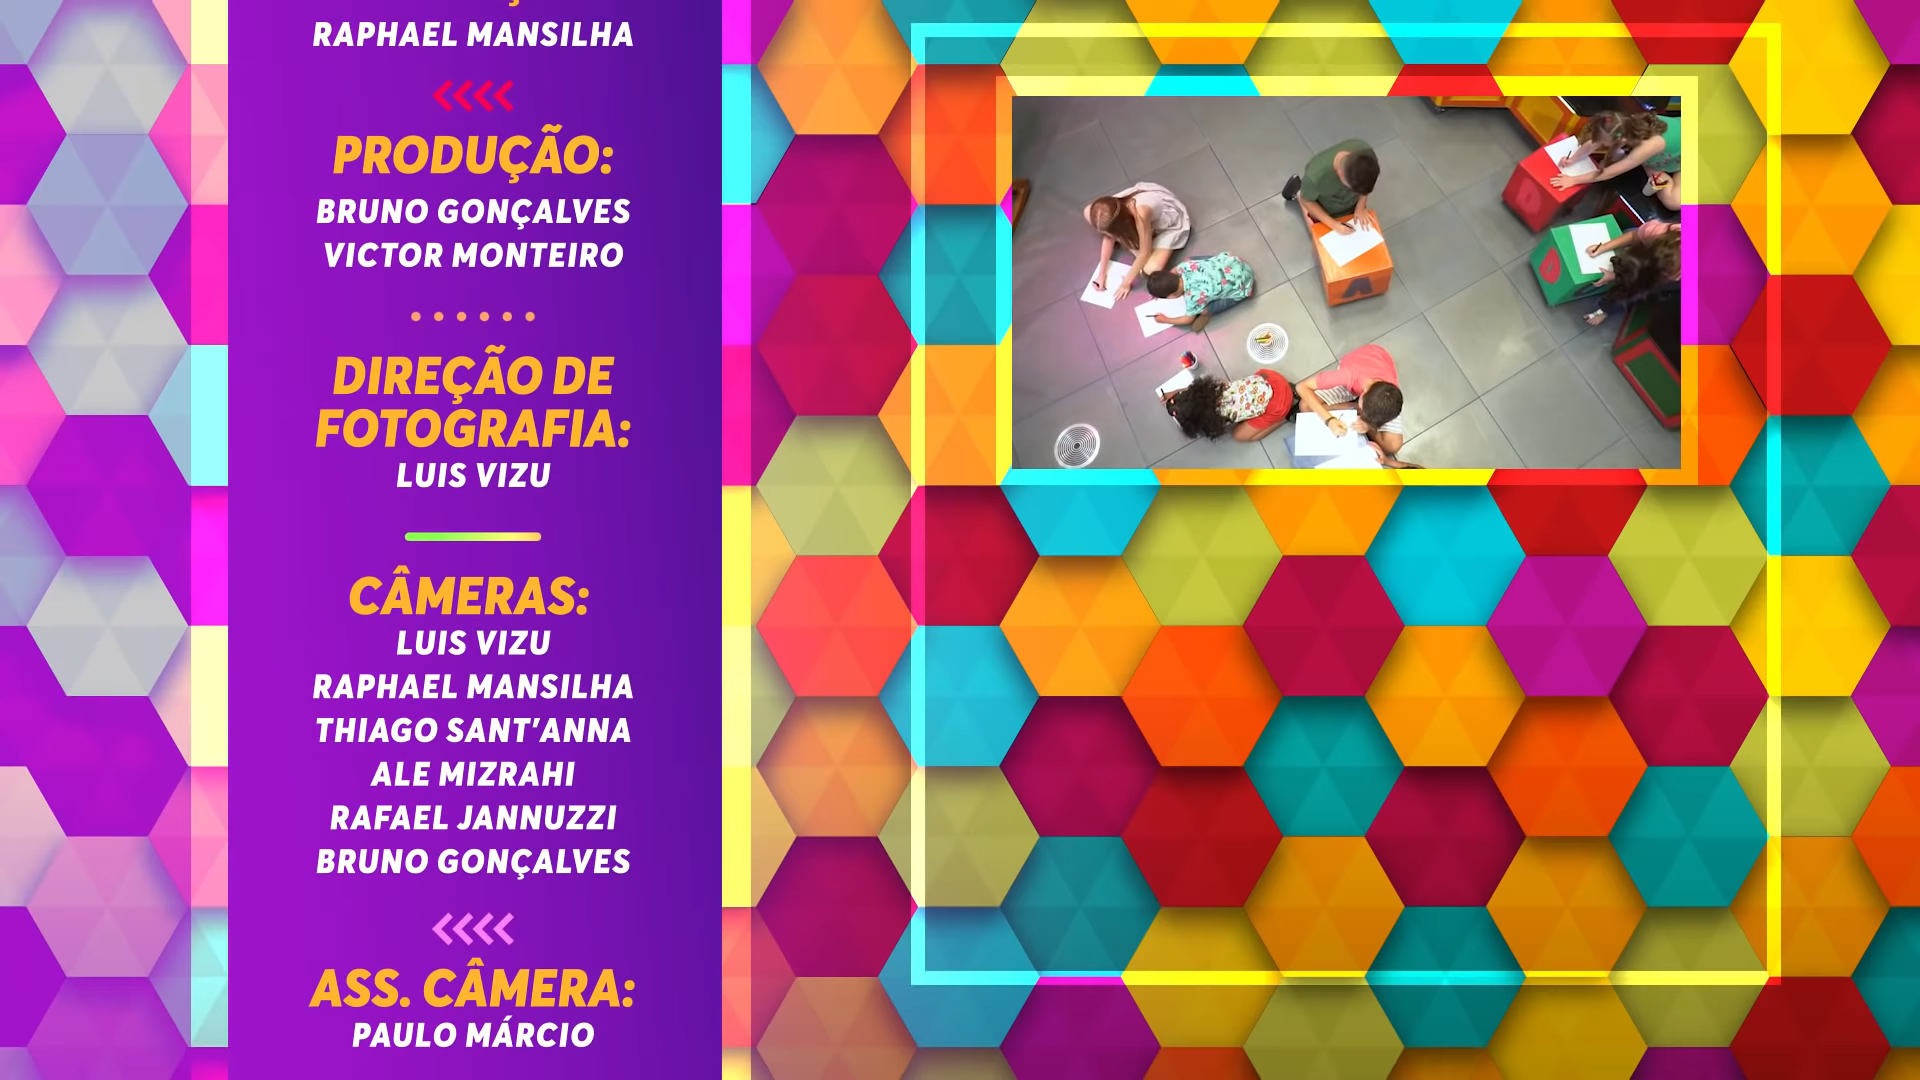 RAPHAEL MANSILHA
PRODUÇÃO:
BRUNO GONÇALVES
VICTOR MONTEIRO
DIREÇÃO DE
FOTOGRAFIA:
LUIS VIZU
CÂMERAS:
LUIS VIZU
RAPHAEL MANSILHA
THIAGO SANT'ANNA
ALE MIZRAHI
RAFAEL JANNUZZI
BRUNO GONÇALVES
ASS. CÂMERA:
PAULO MÁRCIO